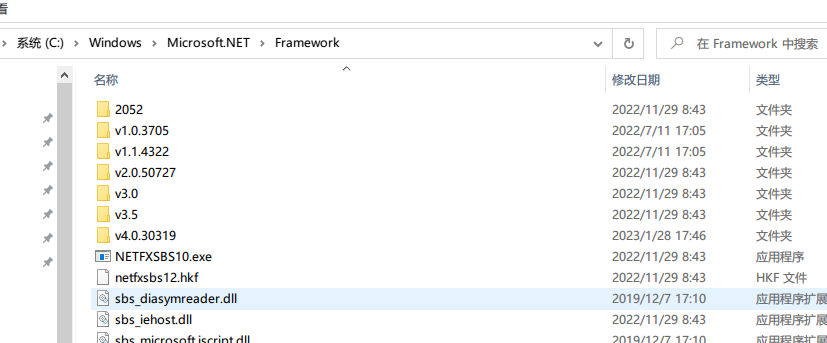 看
系统 (C:) Windows Microsoft.NET Framework 在 Framework 中搜索
名称 修改日期 类型
2052 2022/11/29 8:43 文件夹
v1.0.3705 2022/7/11 17:05 文件夹
v1.1.4322 2022/7/11 17:05 文件夹
v2.0.50727 2022/11/29 8:43 文件夹
v3.0 2022/11/29 8:43 文件夹
v3.5 2022/11/29 8:43 文件夹
v4.0.30319 2023/1/28 17:46 文件夹
NETFXSBS10.exe 2022/11/29 8:43 应用程序
netfxsbs12.hkf 2022/11/29 8:43 HKF 文件
sbs_diasymreader.dll 2019/12/7 17:10 应用程序扩展
sbs_iehost.dll 2022/11/29 8:43 应用程序扩展
sbs_microsoft.jscript.dll 2019/12/7 17:10 应用程序扩展